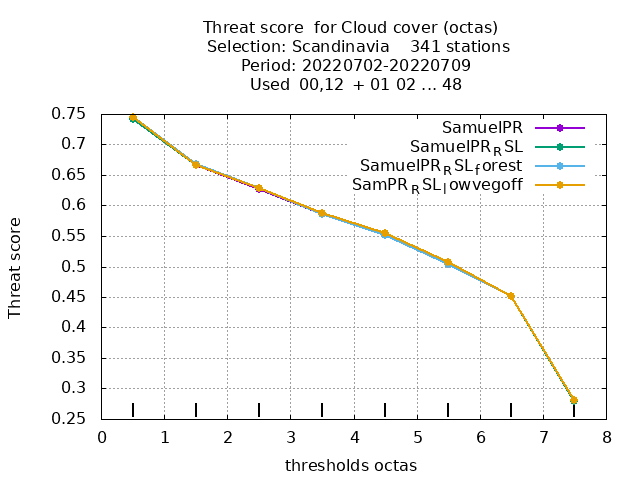 Threat score  for Cloud cover (octas)
Selection: Scandinavia    341 stations
Period: 20220702-20220709
Used  00,12  + 01 02 ... 48
SamuelPR
SamuelPR_RSL
SamuelPR_RSL_forest
SamPR_RSL_lowvegoff
Threat score
0.75
0.7
0.65
0.6
0.55
0.5
0.45
0.4
0.35
0.3
0.25
0 1 2 3 4 5 6 7 8
thresholds octas